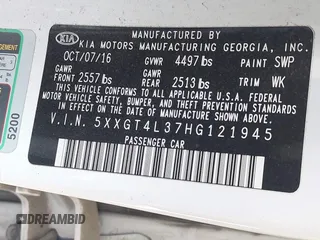 MANUFACTURED BY
KIA
KIA MOTORS MANUFACTURING GEORGIA, INC.
OCT/07/16 GVWR 4497lbs PAINT SWP
GAWR FRONT 2557lbs GAWR REAR 2513lbs TRIM WK
THIS VEHICLE CONFORMS TO ALL APPLICABLE U.S.A. FEDERAL
MOTOR VEHICLE SAFETY, BUMPER, AND THEFT PREVENTION
STANDARDS IN EFFECT ON THE DATE OF MANUFACTURE
SHOWN ABOVE. MADE IN U.S.A
V.I.N. 5XXGT4L37HG121945
PASSENGER CAR
5200
DREAMBID